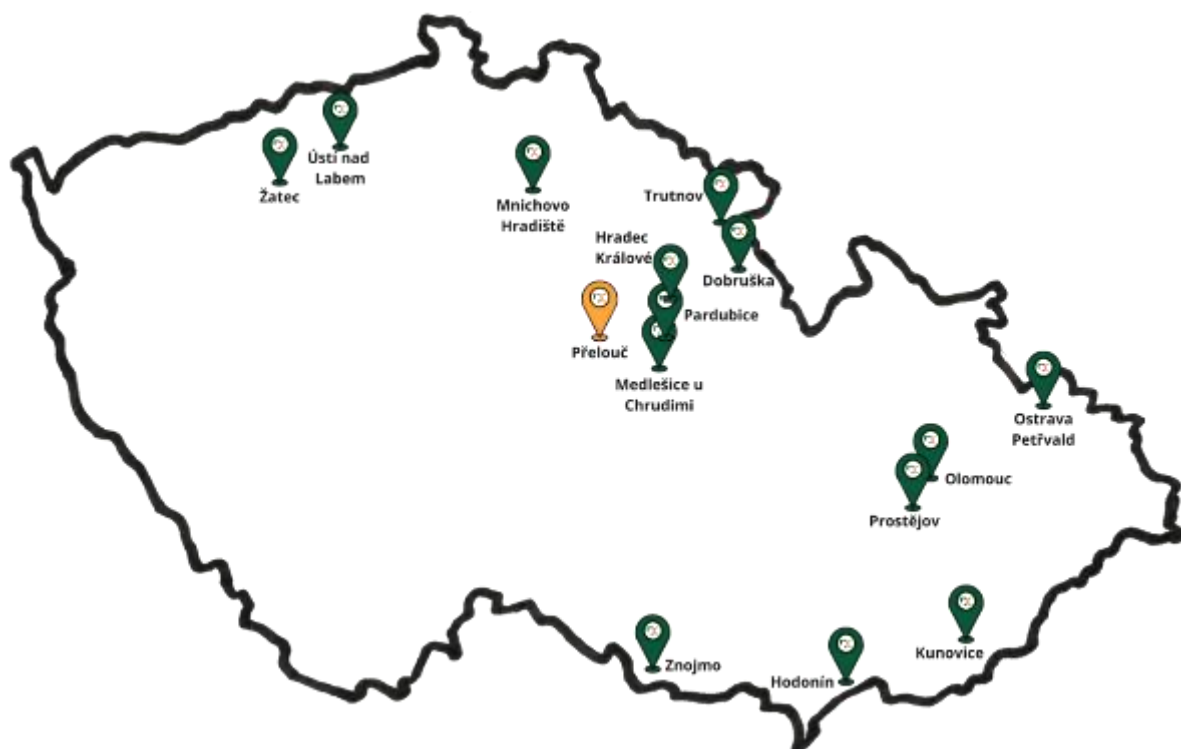 Ústí nad
Labem
Žatec
Mnichovo
Hradiště
Trutnov
Hradec
Králové
Dobruška
Pardubice
Přelouč
Medlešice u
Chrudimi
Ostrava
Petřvald
Olomouc
Prostějov
Kunovice
Znojmo
Hodonín